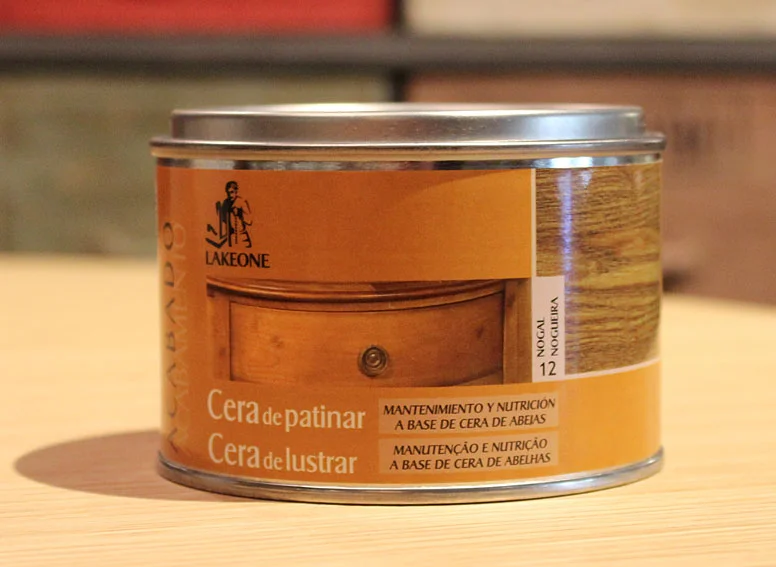 LAKEONE
ACABADO
ACABAMENTO
NOGAL
NOGUEIRA
12
Cera de patinar
MANTENIMIENTO Y NUTRICIÓN
A BASE DE CERA DE ABEJAS
Cera de lustrar
MANUTENÇÃO E NUTRIÇÃO
A BASE DE CERA DE ABELHAS